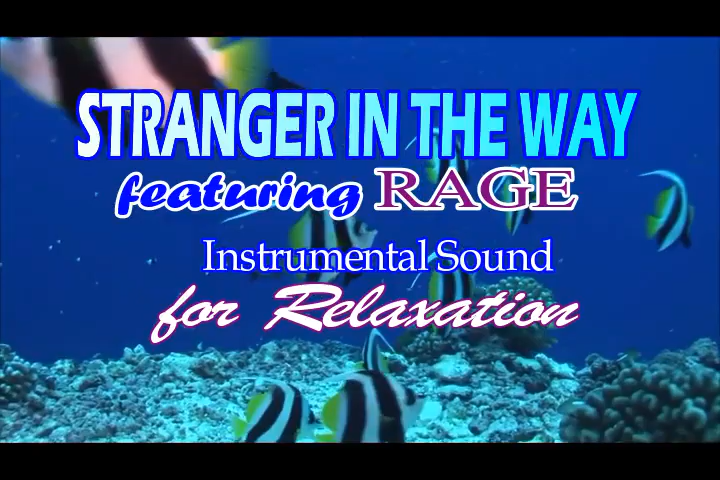 STRANGER IN THE WAY
featuring RAGE
Instrumental Sound
for Relaxation